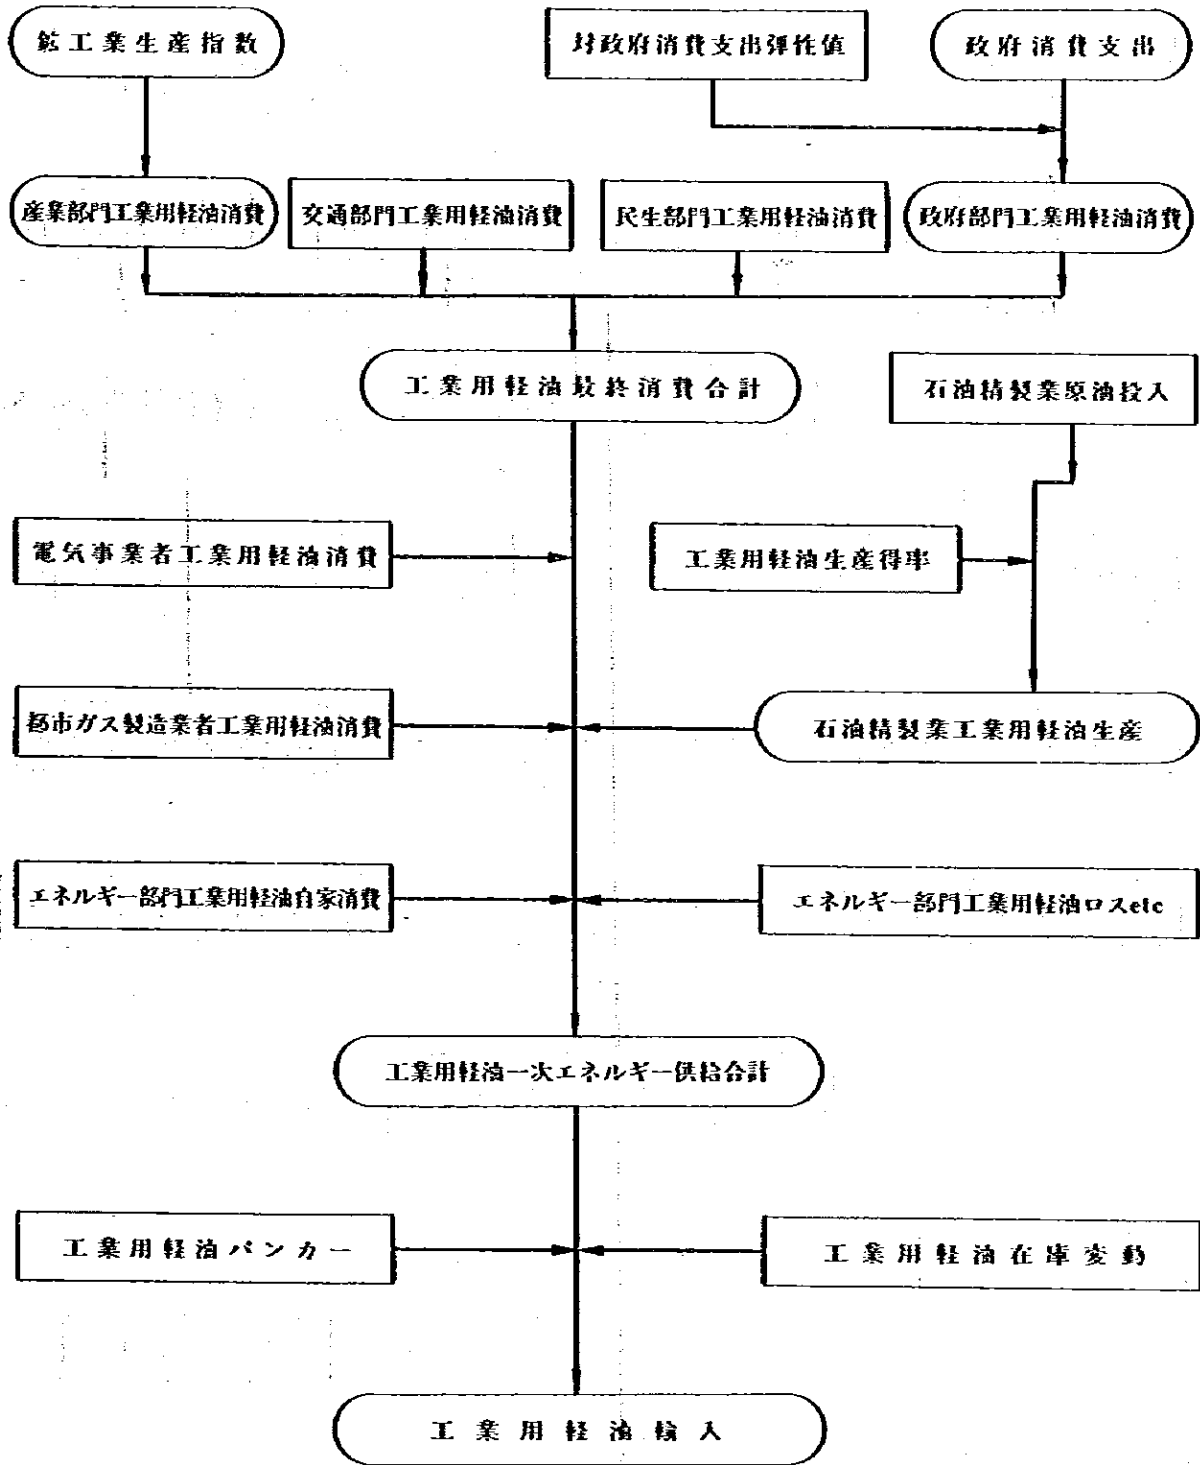 鉱工業生産指数
対政府消費支出弾性値
政府消費支出
産業部門工業用軽油消費
交通部門工業用軽油消費
民生部門工業用軽油消費
政府部門工業用軽油消費
工業用軽油最終消費合計
石油精製業原油投入
電気事業者工業用軽油消費
工業用軽油生産得率
都市ガス製造業者工業用軽油消費
石油精製業工業用軽油生産
エネルギー部門工業用軽油自家消費
エネルギー部門工業用軽油ロスetc
工業用軽油一次エネルギー供給合計
工業用軽油バンカー
工業用軽油在庫変動
工業用軽油輸入